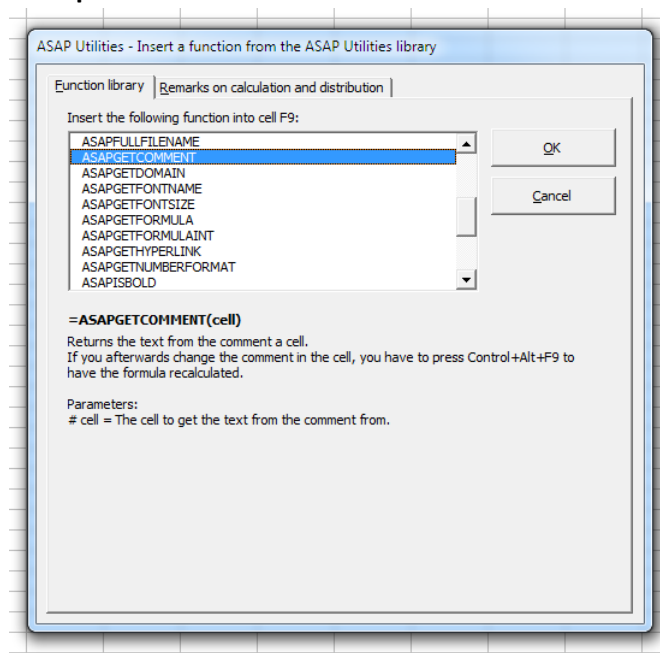 ASAP Utilities - Insert a function from the ASAP Utilities library
Function library
Remarks on calculation and distribution
Insert the following function into cell F9:
ASAPFULLFILENAME
ASAPGETCOMMENT
ASAPGETDOMAIN
ASAPGETFONTNAME
ASAPGETFONTSIZE
ASAPGETFORMULA
ASAPGETFORMULAINT
ASAPGETHYPERLINK
ASAPGETNUMBERFORMAT
ASAPISBOLD
OK
Cancel
=ASAPGETCOMMENT(cell)
Returns the text from the comment a cell.
If you afterwards change the comment in the cell, you have to press Control+Alt+F9 to
have the formula recalculated.
Parameters:
# cell = The cell to get the text from the comment from.